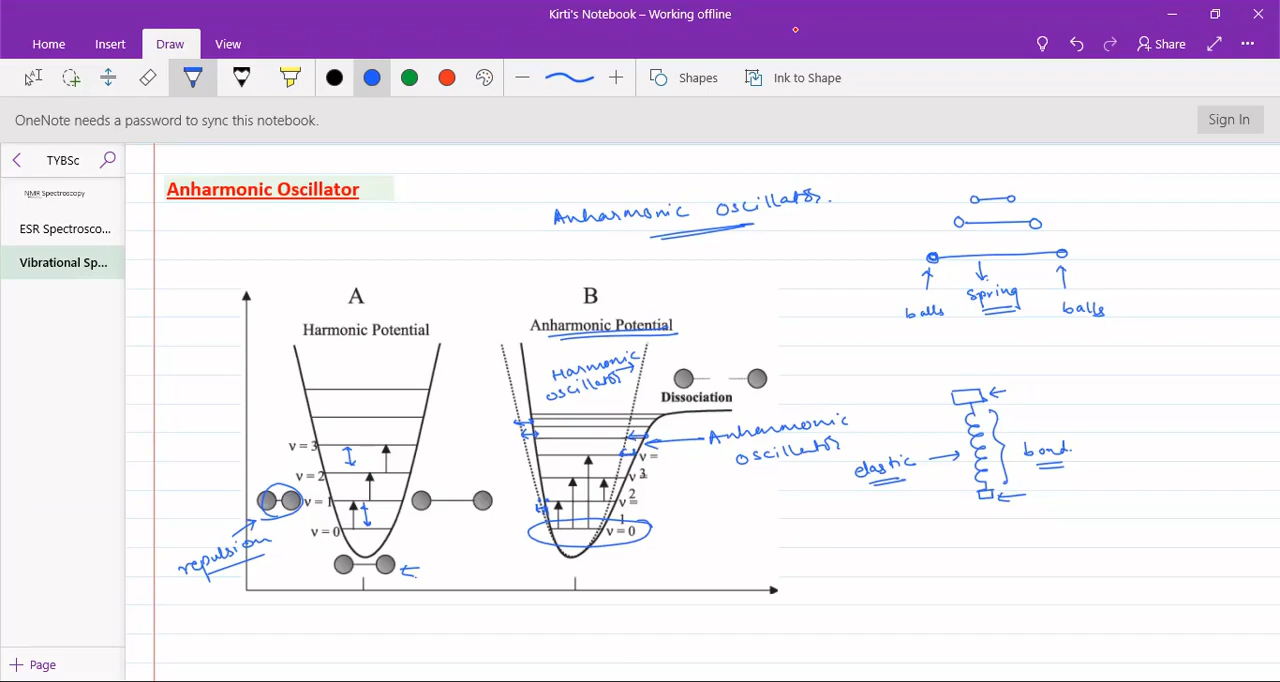 Kirti's Notebook – Working offline
Home
Insert
Draw
View
Share
Shapes
Ink to Shape
OneNote needs a password to sync this notebook.
Sign In
TYBSc
NMR Spectroscopy
ESR Spectrosco...
Vibrational Sp...
Page
Anharmonic Oscillator
Anharmonic Oscillator.
balls
spring
balls
A
Harmonic Potential
B
Anharmonic Potential
Harmonic
oscillator
Dissociation
Anharmonic
oscillator
elastic
bond
ν = 3
ν = 2
ν = 1
ν = 0
repulsion
ν =
ν 3
2
ν =
1
ν = 0